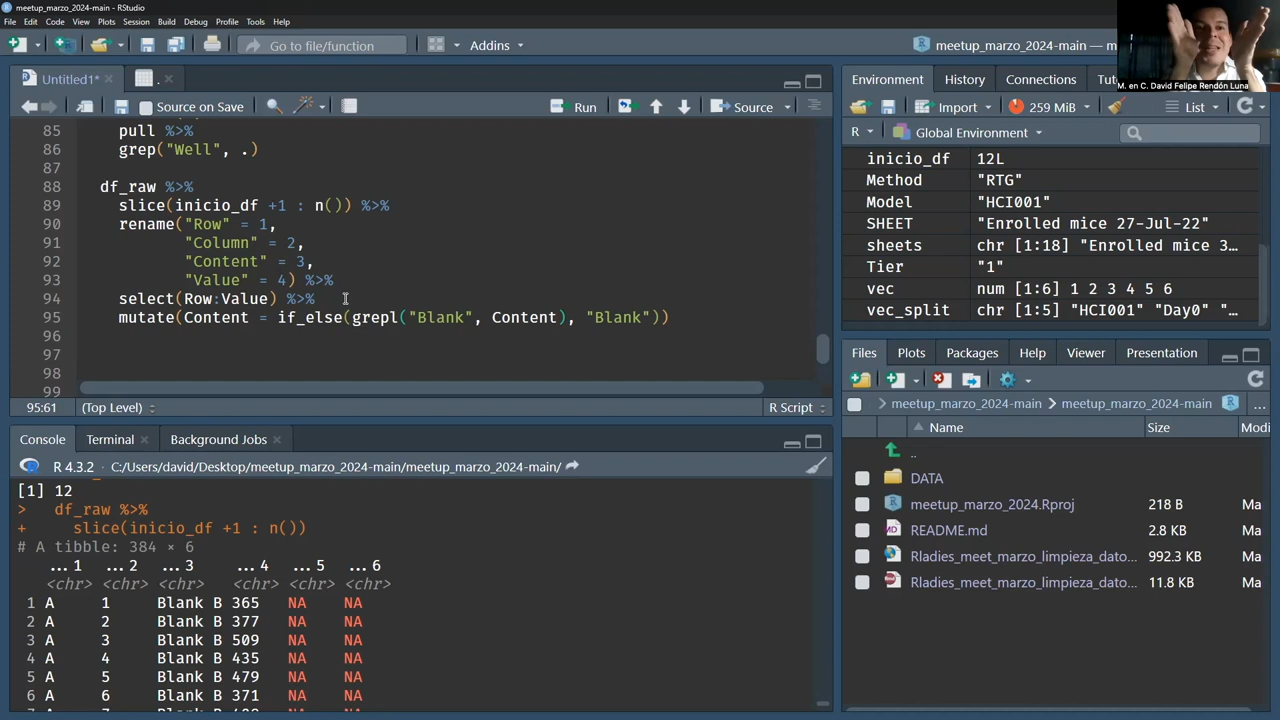 meetup_marzo_2024-main - RStudio
File Edit Code View Plots Session Build Debug Profile Tools Help
Go to file/function
Addins
meetup_marzo_2024-main —
M. en C. David Felipe Rendón Luna
Untitled1*
.
Source on Save
Run
Source
85 pull %>%
86 grep("Well", .)
87
88 df_raw %>%
89 slice(inicio_df +1 : n()) %>%
90 rename("Row" = 1,
91 "Column" = 2,
92 "Content" = 3,
93 "Value" = 4) %>%
94 select(Row:Value) %>%
95 mutate(Content = if_else(grepl("Blank", Content), "Blank"))
96
97
98
99
95:61 (Top Level) R Script
Console Terminal Background Jobs
R 4.3.2 · C:/Users/david/Desktop/meetup_marzo_2024-main/meetup_marzo_2024-main/
[1] 12
> df_raw %>%
+ slice(inicio_df +1 : n())
# A tibble: 384 × 6
...1 ...2 ...3 ...4 ...5 ...6
<chr> <chr> <chr> <chr> <chr> <chr>
1 A 1 Blank B 365 NA NA
2 A 2 Blank B 377 NA NA
3 A 3 Blank B 509 NA NA
4 A 4 Blank B 435 NA NA
5 A 5 Blank B 479 NA NA
6 A 6 Blank B 371 NA NA
Environment History Connections Tu
Import 259 MiB List
R Global Environment
inicio_df 12L
Method "RTG"
Model "HCI001"
SHEET "Enrolled mice 27-Jul-22"
sheets chr [1:18] "Enrolled mice 3…
Tier "1"
vec num [1:6] 1 2 3 4 5 6
vec_split chr [1:5] "HCI001" "Day0" "…
Files Plots Packages Help Viewer Presentation
meetup_marzo_2024-main > meetup_marzo_2024-main
...
Name Size Modi
..
DATA
meetup_marzo_2024.Rproj 218 B Ma
README.md 2.8 KB Ma
Rladies_meet_marzo_limpieza_dato... 992.3 KB Ma
Rladies_meet_marzo_limpieza_dato... 11.8 KB Ma